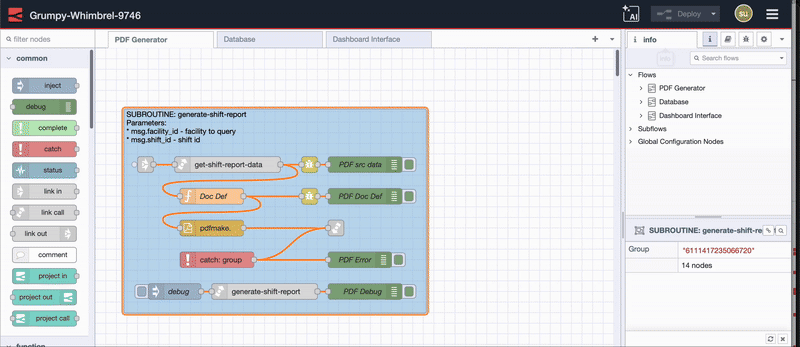 Grumpy-Whimbrel-9746
AI
Deploy
su
filter nodes
PDF Generator
Database
Dashboard Interface
info
i
Search flows
common
inject
debug
complete
catch
status
link in
link call
link out
comment
project in
project out
project call
function
SUBROUTINE: generate-shift-report
Parameters:
* msg.facility_id - facility to query
* msg.shift_id - shift id
get-shift-report-data
PDF src data
Doc Def
PDF Doc Def
pdfmake.
catch: group
PDF Error
debug
generate-shift-report
PDF Debug
Flows
PDF Generator
Database
Dashboard Interface
Subflows
Global Configuration Nodes
SUBROUTINE: generate-shift-rep
Group
"6111417235066720"
14 nodes